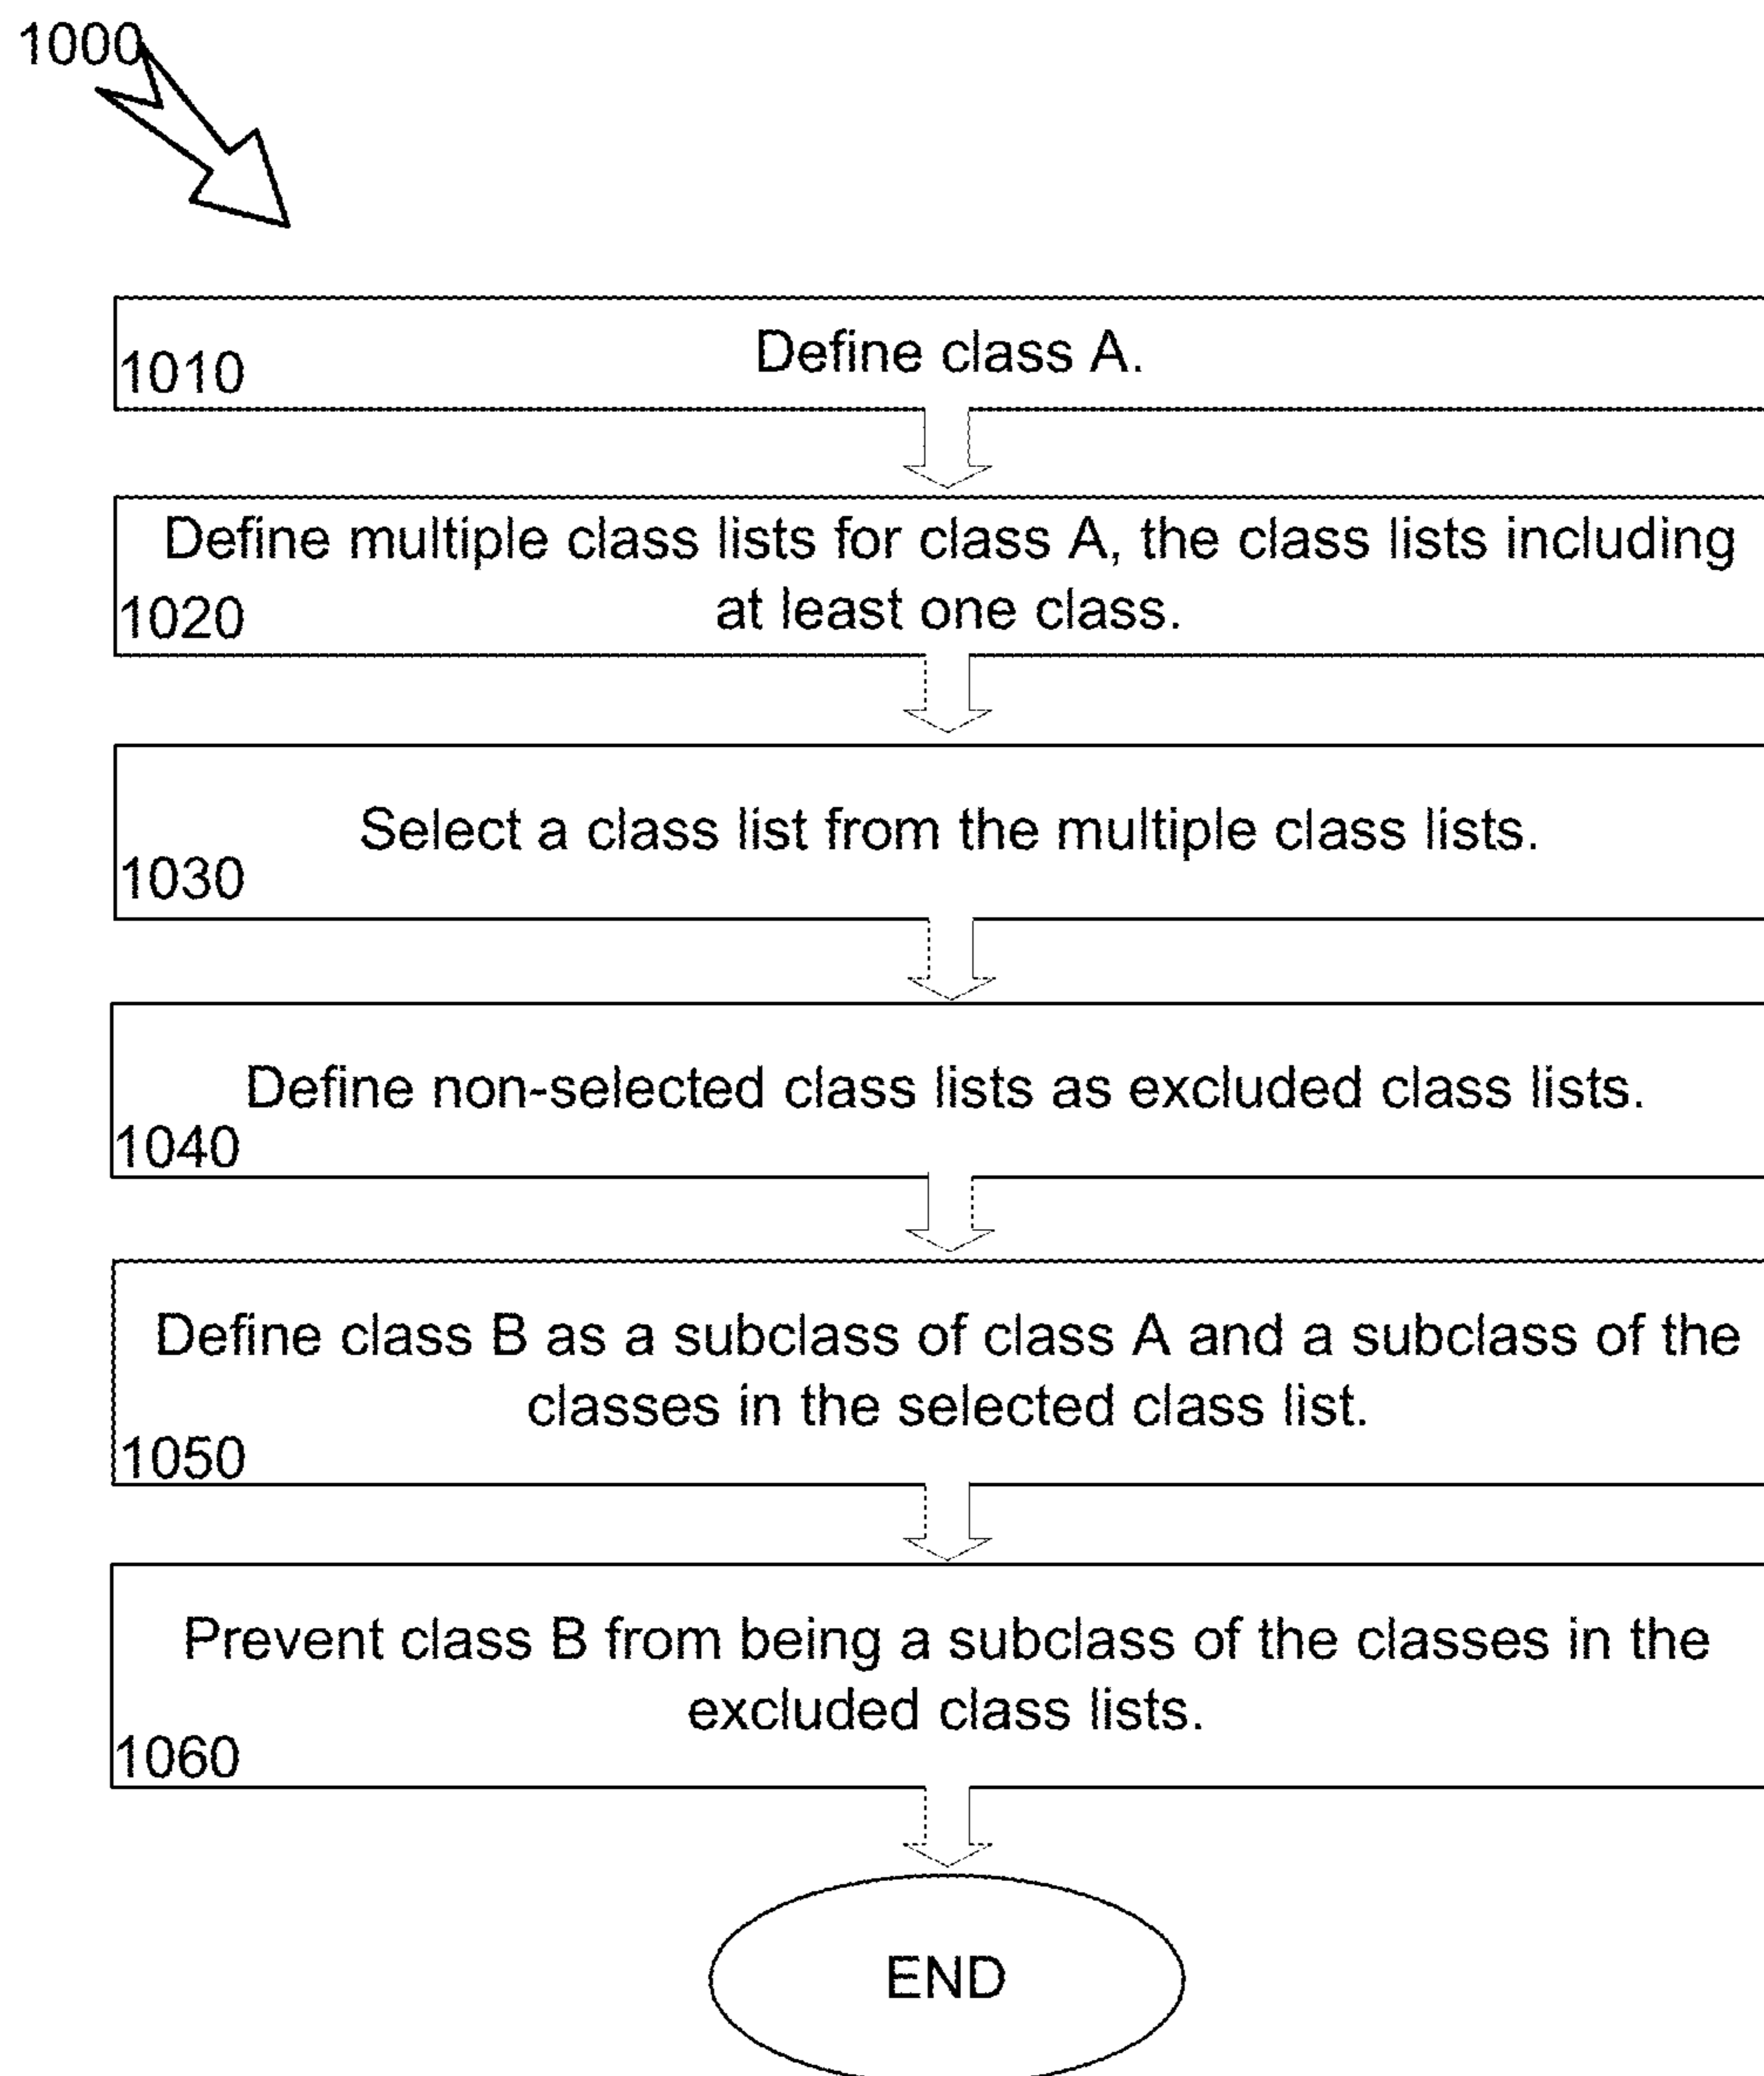 1000
Define class A.
1010
Define multiple class lists for class A, the class lists including
at least one class.
1020
Select a class list from the multiple class lists.
1030
Define non-selected class lists as excluded class lists.
1040
Define class B as a subclass of class A and a subclass of the
classes in the selected class list.
1050
Prevent class B from being a subclass of the classes in the
excluded class lists.
1060
END